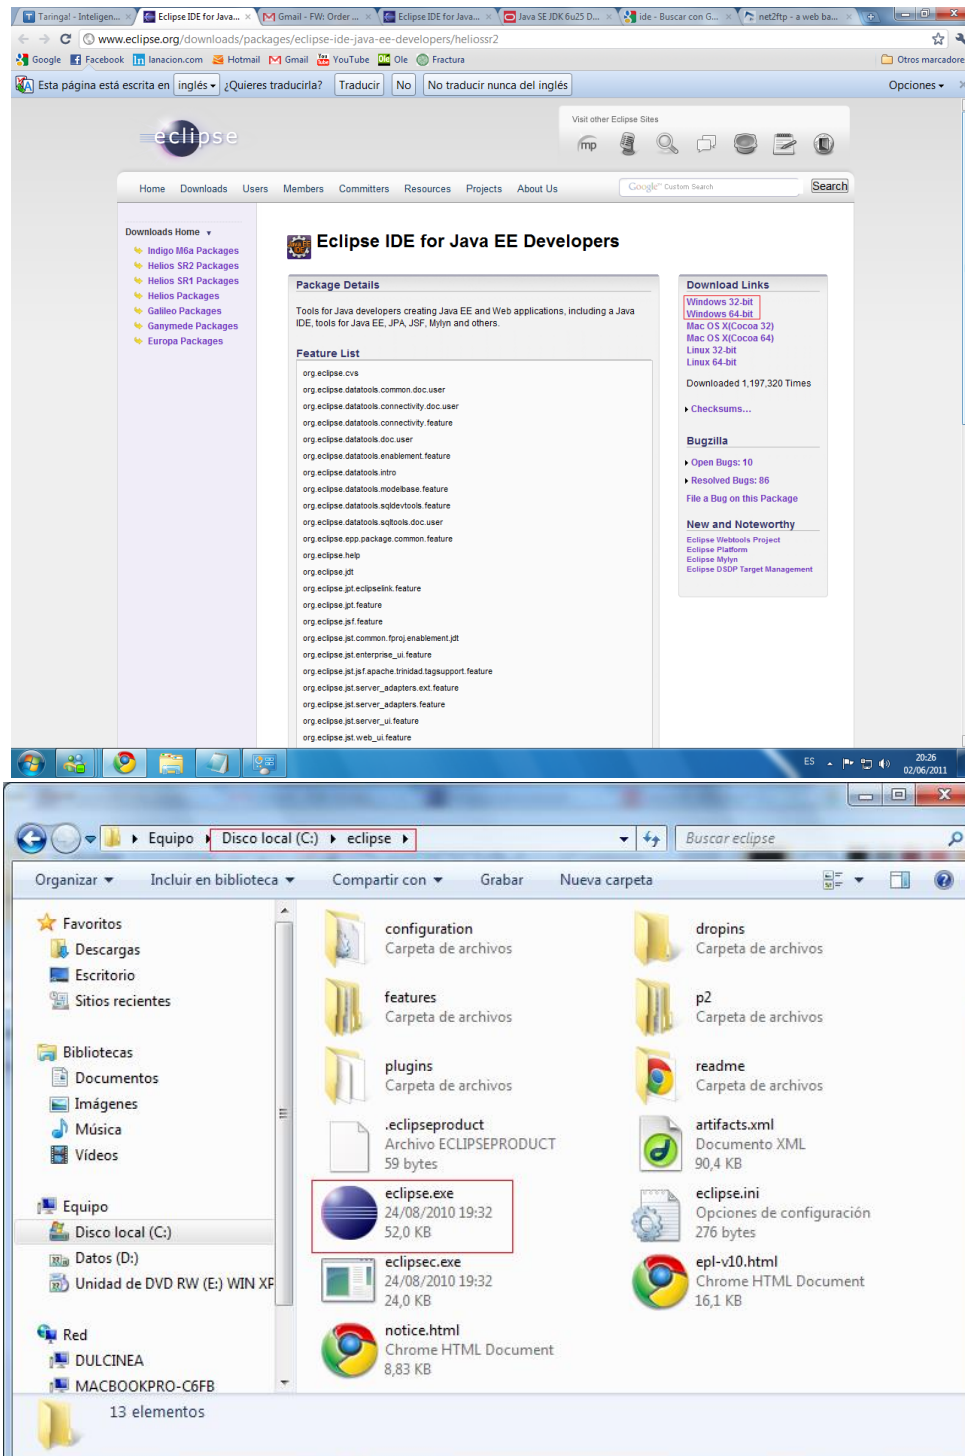 Taringa! - Inteligen...
Eclipse IDE for Java...
Gmail - FW: Order ...
Eclipse IDE for Java...
Java SE JDK 6u25 D...
ide - Buscar con G...
net2ftp - a web ba...
www.eclipse.org/downloads/packages/eclipse-ide-java-ee-developers/heliossr2
Google
Facebook
lanacion.com
Hotmail
Gmail
YouTube
Ole
Fractura
Otros marcadore
Esta página está escrita en inglés ¿Quieres traducirla? Traducir No No traducir nunca del inglés Opciones
eclipse
Visit other Eclipse Sites
mp
Home Downloads Users Members Committers Resources Projects About Us
Google™ Custom Search Search
Downloads Home
Indigo M6a Packages
Helios SR2 Packages
Helios SR1 Packages
Helios Packages
Galileo Packages
Ganymede Packages
Europa Packages
Eclipse IDE for Java EE Developers
Package Details
Tools for Java developers creating Java EE and Web applications, including a Java
IDE, tools for Java EE, JPA, JSF, Mylyn and others.
Feature List
org.eclipse.cvs
org.eclipse.datatools.common.doc.user
org.eclipse.datatools.connectivity.doc.user
org.eclipse.datatools.connectivity.feature
org.eclipse.datatools.doc.user
org.eclipse.datatools.enablement.feature
org.eclipse.datatools.intro
org.eclipse.datatools.modelbase.feature
org.eclipse.datatools.sqldevtools.feature
org.eclipse.datatools.sqltools.doc.user
org.eclipse.epp.package.common.feature
org.eclipse.help
org.eclipse.jdt
org.eclipse.jpt.eclipselink.feature
org.eclipse.jpt.feature
org.eclipse.jsf.feature
org.eclipse.jst.common.fproj.enablement.jdt
org.eclipse.jst.enterprise_ui.feature
org.eclipse.jst.jsf.apache.trinidad.tagsupport.feature
org.eclipse.jst.server_adapters.ext.feature
org.eclipse.jst.server_adapters.feature
org.eclipse.jst.server_ui.feature
org.eclipse.jst.web_ui.feature
Download Links
Windows 32-bit
Windows 64-bit
Mac OS X(Cocoa 32)
Mac OS X(Cocoa 64)
Linux 32-bit
Linux 64-bit
Downloaded 1,197,320 Times
Checksums...
Bugzilla
Open Bugs: 10
Resolved Bugs: 86
File a Bug on this Package
New and Noteworthy
Eclipse Webtools Project
Eclipse Platform
Eclipse Mylyn
Eclipse DSDP Target Management
ES
20:26
02/06/2011
Equipo Disco local (C:) eclipse
Buscar eclipse
Organizar Incluir en biblioteca Compartir con Grabar Nueva carpeta
Favoritos
Descargas
Escritorio
Sitios recientes
Bibliotecas
Documentos
Imágenes
Música
Vídeos
Equipo
Disco local (C:)
Datos (D:)
Unidad de DVD RW (E:) WIN XP
Red
DULCINEA
MACBOOKPRO-C6FB
configuration
Carpeta de archivos
dropins
Carpeta de archivos
features
Carpeta de archivos
p2
Carpeta de archivos
plugins
Carpeta de archivos
readme
Carpeta de archivos
.eclipseproduct
Archivo ECLIPSEPRODUCT
59 bytes
artifacts.xml
Documento XML
90,4 KB
eclipse.exe
24/08/2010 19:32
52,0 KB
eclipse.ini
Opciones de configuración
276 bytes
eclipsec.exe
24/08/2010 19:32
24,0 KB
epl-v10.html
Chrome HTML Document
16,1 KB
notice.html
Chrome HTML Document
8,83 KB
13 elementos